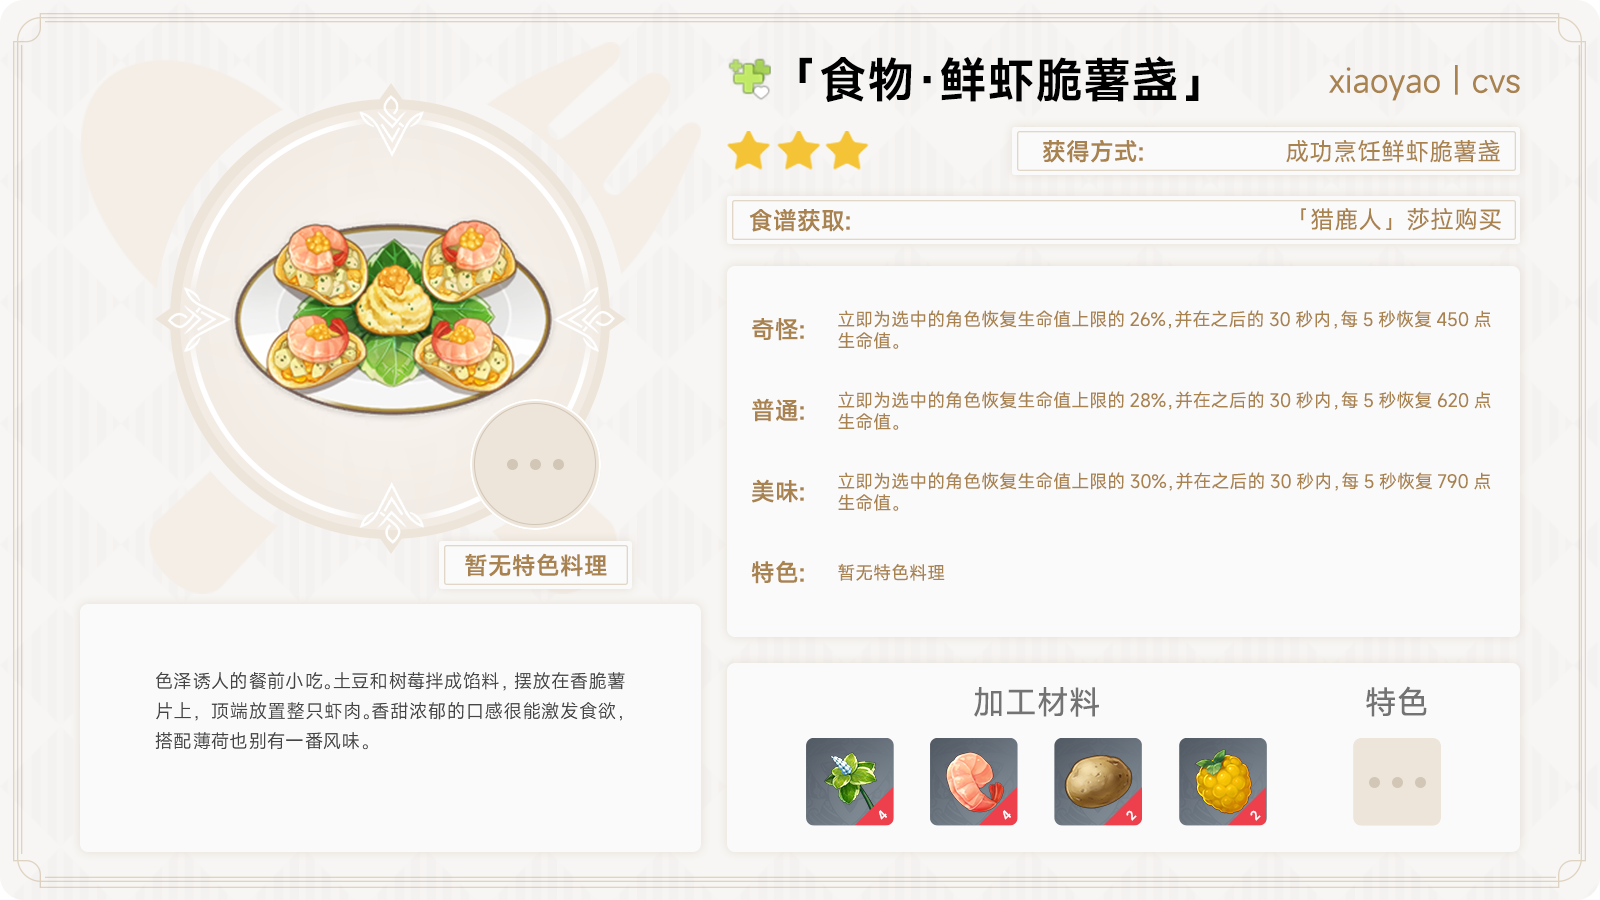 「食物·鲜虾脆薯盏」
xiaoyao | cvs
获得方式: 成功烹饪鲜虾脆薯盏
食谱获取: 「猎鹿人」莎拉购买
奇怪: 立即为选中的角色恢复生命值上限的 26%,并在之后的 30 秒内,每 5 秒恢复 450 点
生命值。
普通: 立即为选中的角色恢复生命值上限的 28%,并在之后的 30 秒内,每 5 秒恢复 620 点
生命值。
美味: 立即为选中的角色恢复生命值上限的 30%,并在之后的 30 秒内,每 5 秒恢复 790 点
生命值。
特色: 暂无特色料理
暂无特色料理
色泽诱人的餐前小吃。土豆和树莓拌成馅料，摆放在香脆薯
片上，顶端放置整只虾肉。香甜浓郁的口感很能激发食欲，
搭配薄荷也别有一番风味。
加工材料 特色
4 4 2 2